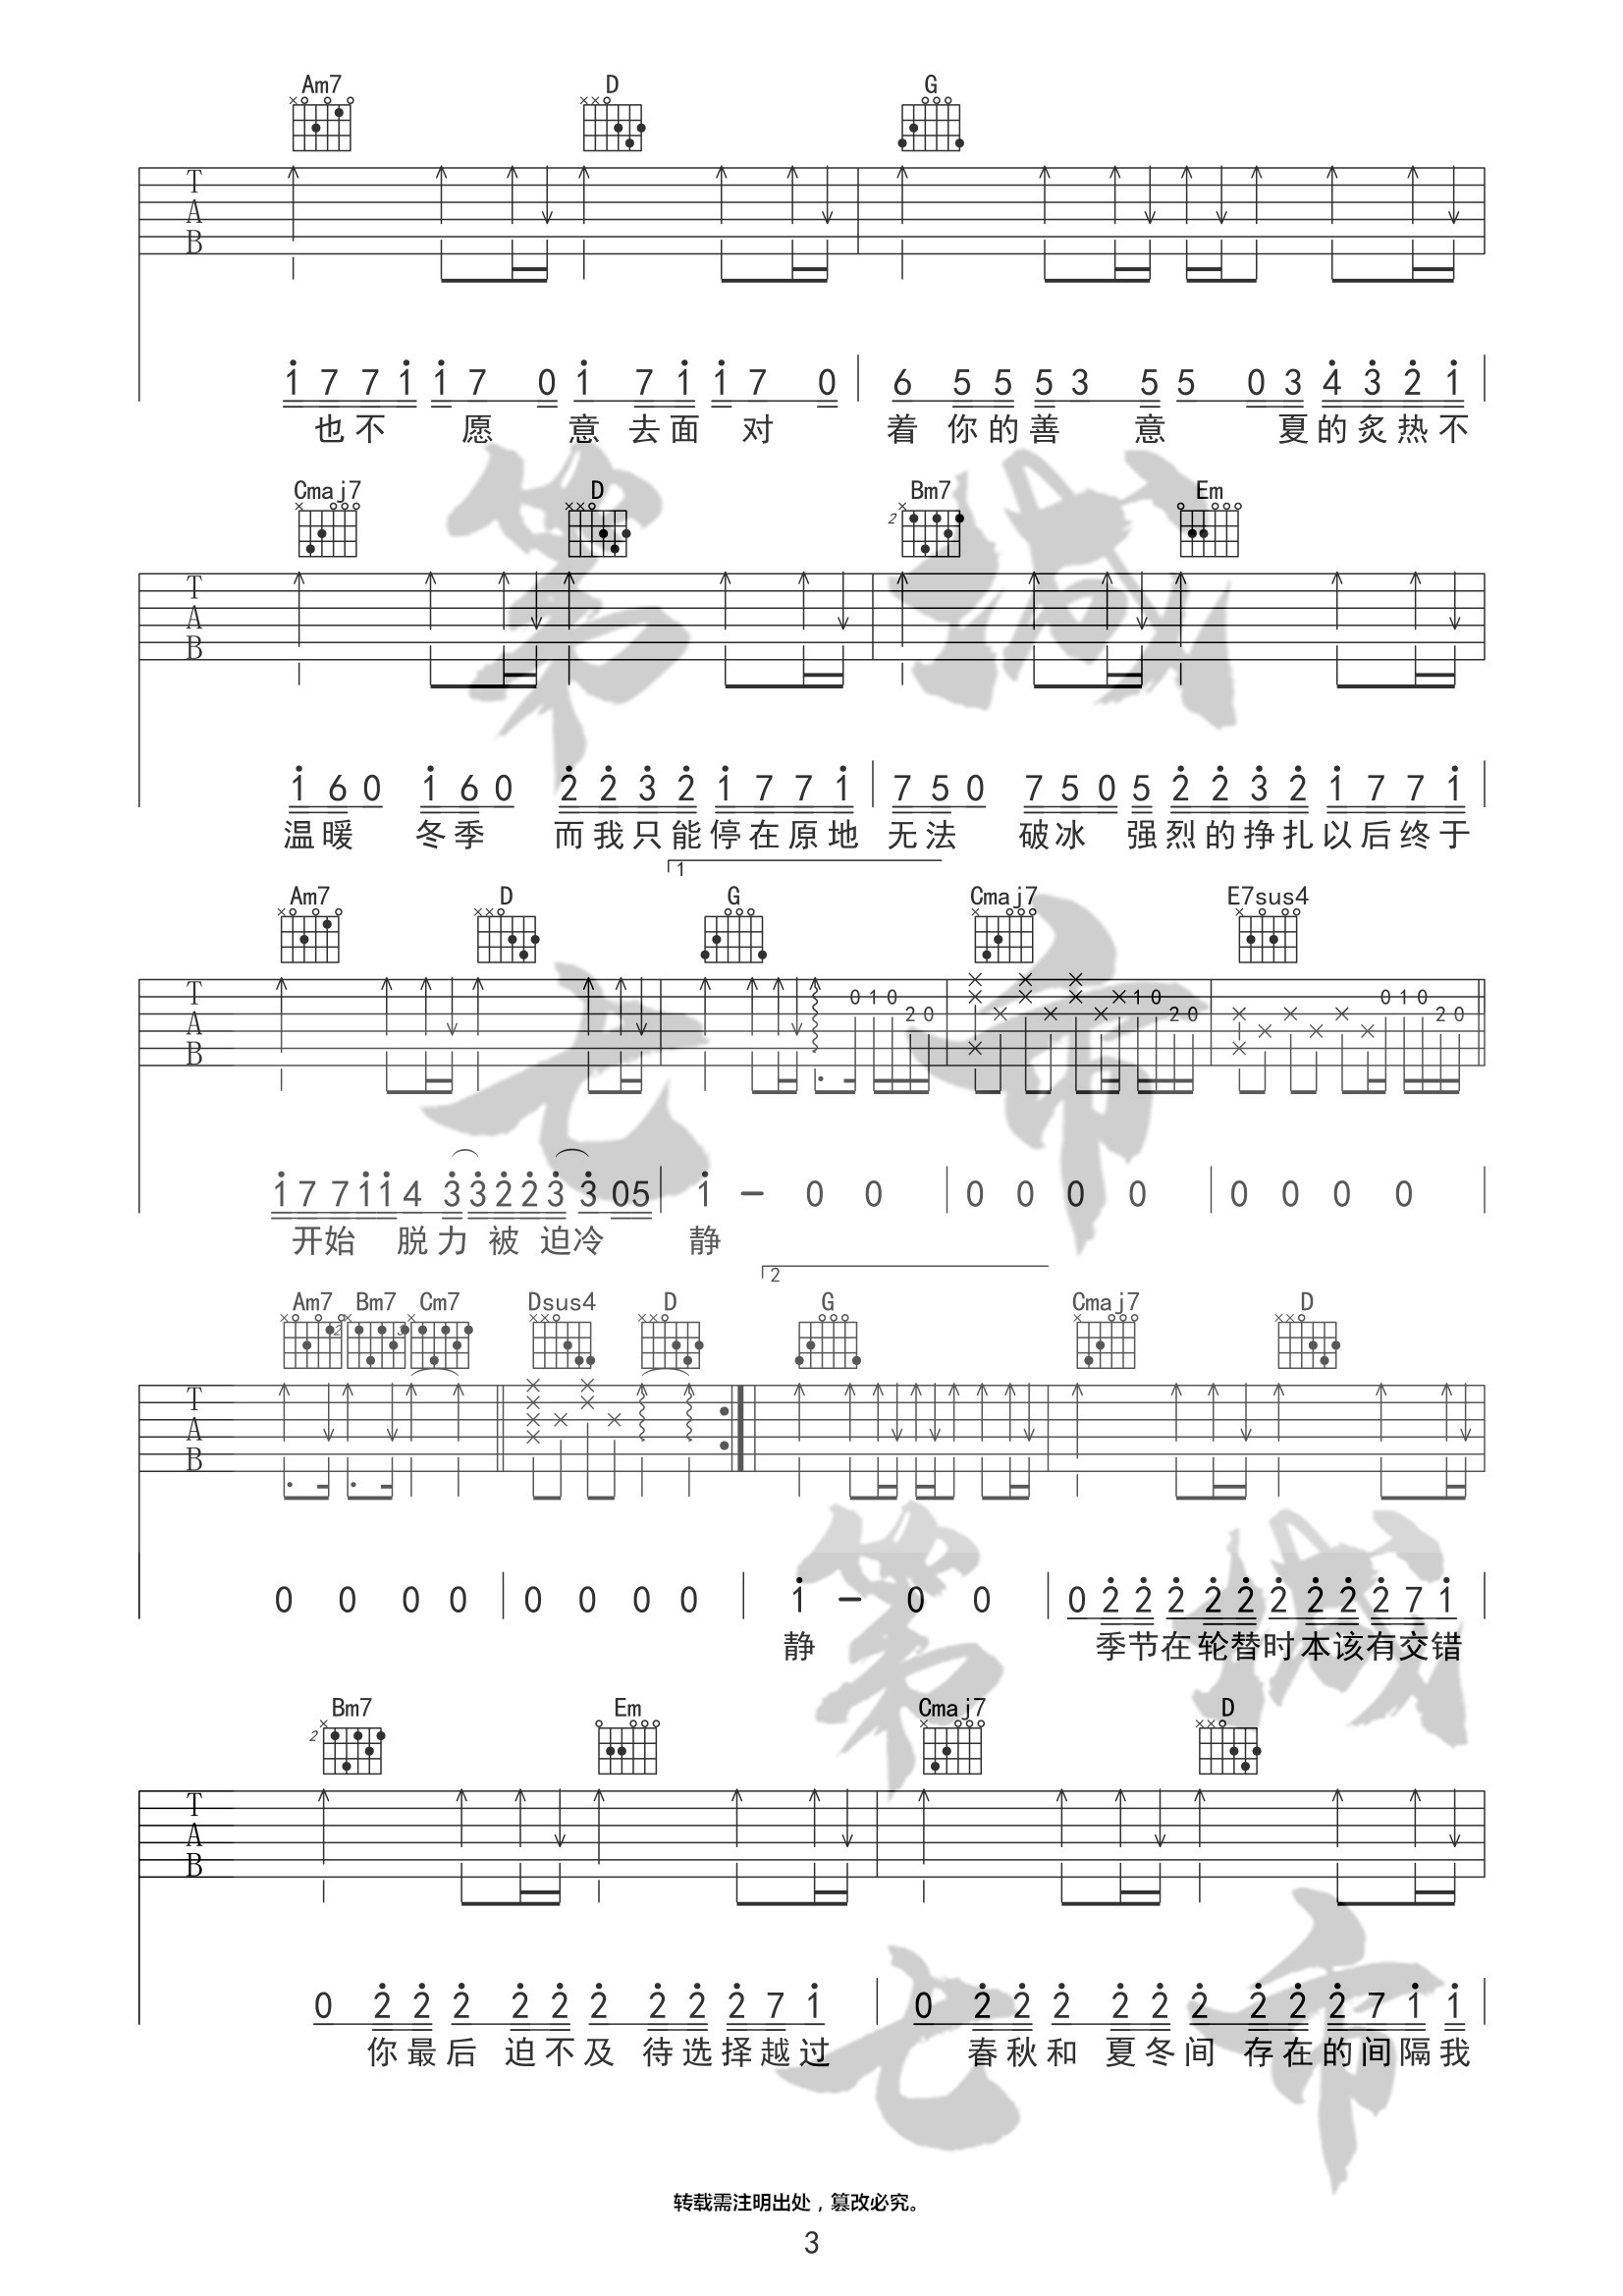 Am7 D G
T
A
B
1 7 7 1 1 7 0 1 7 1 1 7 0 6 5 5 5 3 5 5 0 3 4 3 2 1
也不 愿 意 去面 对 着 你的善 意 夏的炙热不
Cmaj7 D Bm7 Em
2
T
A
B
1 6 0 1 6 0 2 2 3 2 1 7 7 1 7 5 0 7 5 0 5 2 2 3 2 1 7 7 1
温暖 冬季 而我只能停在原地 无法 破冰 强烈的挣扎以后终于
1
Am7 D G Cmaj7 E7sus4
T
A
B
0 1 0 2 0 1 0 2 0 0 1 0 2 0
1 7 7 1 1 4 3 3 2 2 3 3 0 5 1 – 0 0 0 0 0 0 0 0 0 0
开始 脱力 被 迫冷 静
2
Am7 Bm7 Cm7 Dsus4 D G Cmaj7 D
2 3
T
A
B
0 0 0 0 0 0 0 0 1 – 0 0 0 2 2 2 2 2 2 2 2 2 7 1
静 季节在轮替时本该有交错
Bm7 Em Cmaj7 D
2
T
A
B
0 2 2 2 2 2 2 2 2 2 7 1 0 2 2 2 2 2 2 2 2 2 7 1 1
你最后 迫不及 待选择越过 春秋和 夏冬间 存在的间隔我
第七城市
第七城市
转载需注明出处，篡改必究。
3